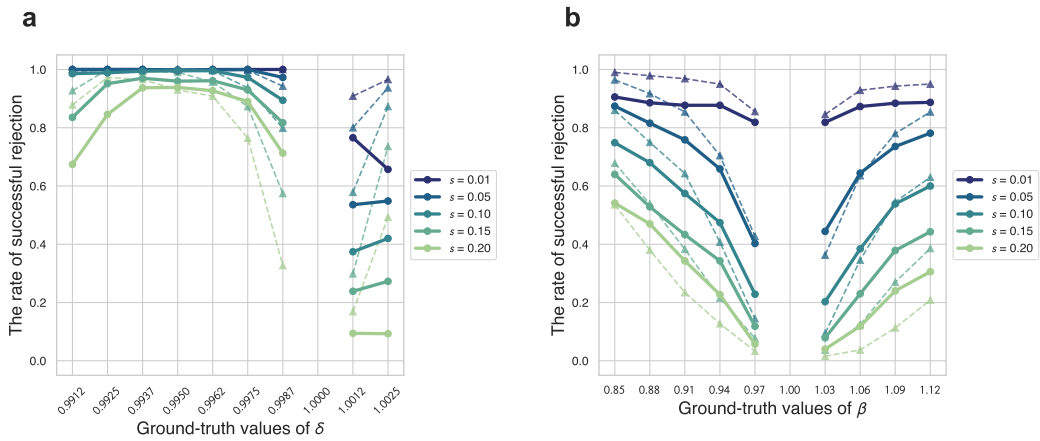 a
The rate of successful rejection
1.0
0.8
0.6
0.4
0.2
0.0
0.9912
0.9925
0.9937
0.9950
0.9962
0.9975
0.9987
1.0000
1.0012
1.0025
Ground-truth values of δ
s = 0.01
s = 0.05
s = 0.10
s = 0.15
s = 0.20
b
The rate of successful rejection
1.0
0.8
0.6
0.4
0.2
0.0
0.85
0.88
0.91
0.94
0.97
1.00
1.03
1.06
1.09
1.12
Ground-truth values of β
s = 0.01
s = 0.05
s = 0.10
s = 0.15
s = 0.20